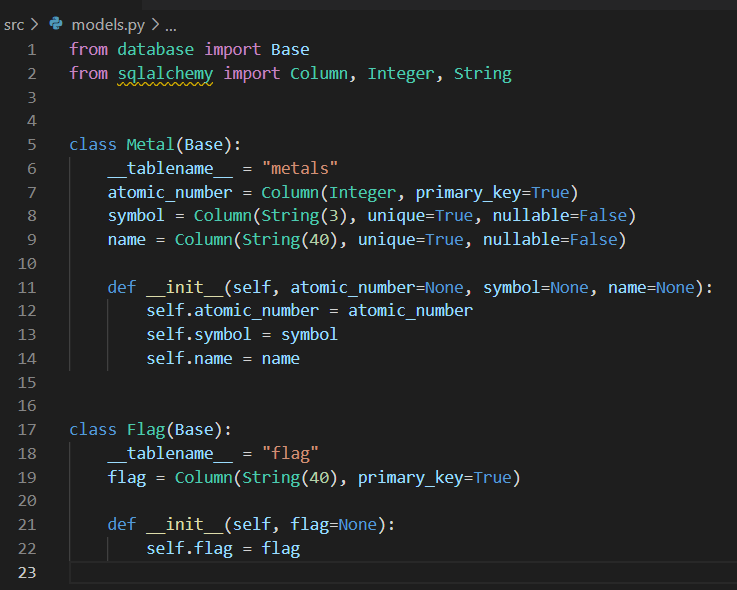 src > models.py > ...
1 from database import Base
2 from sqlalchemy import Column, Integer, String
3
4
5 class Metal(Base):
6     __tablename__ = "metals"
7     atomic_number = Column(Integer, primary_key=True)
8     symbol = Column(String(3), unique=True, nullable=False)
9     name = Column(String(40), unique=True, nullable=False)
10
11     def __init__(self, atomic_number=None, symbol=None, name=None):
12         self.atomic_number = atomic_number
13         self.symbol = symbol
14         self.name = name
15
16
17 class Flag(Base):
18     __tablename__ = "flag"
19     flag = Column(String(40), primary_key=True)
20
21     def __init__(self, flag=None):
22         self.flag = flag
23